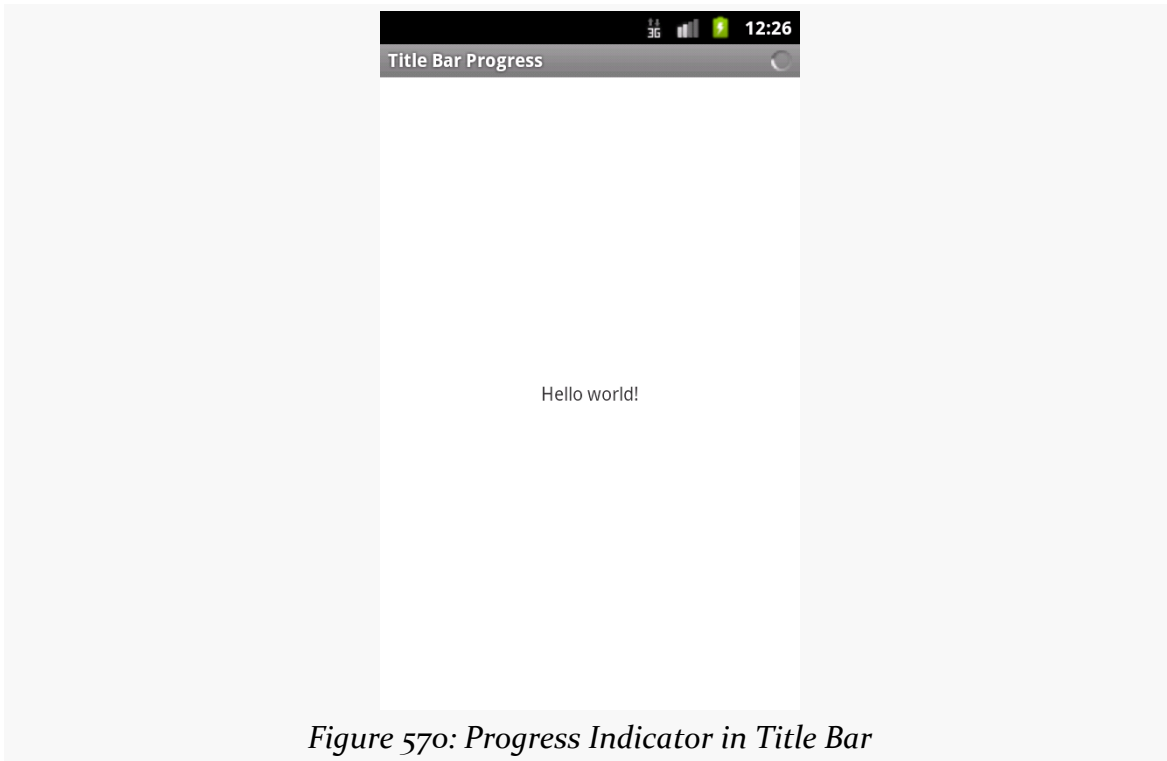 3G 12:26
Title Bar Progress
Hello world!
Figure 570: Progress Indicator in Title Bar